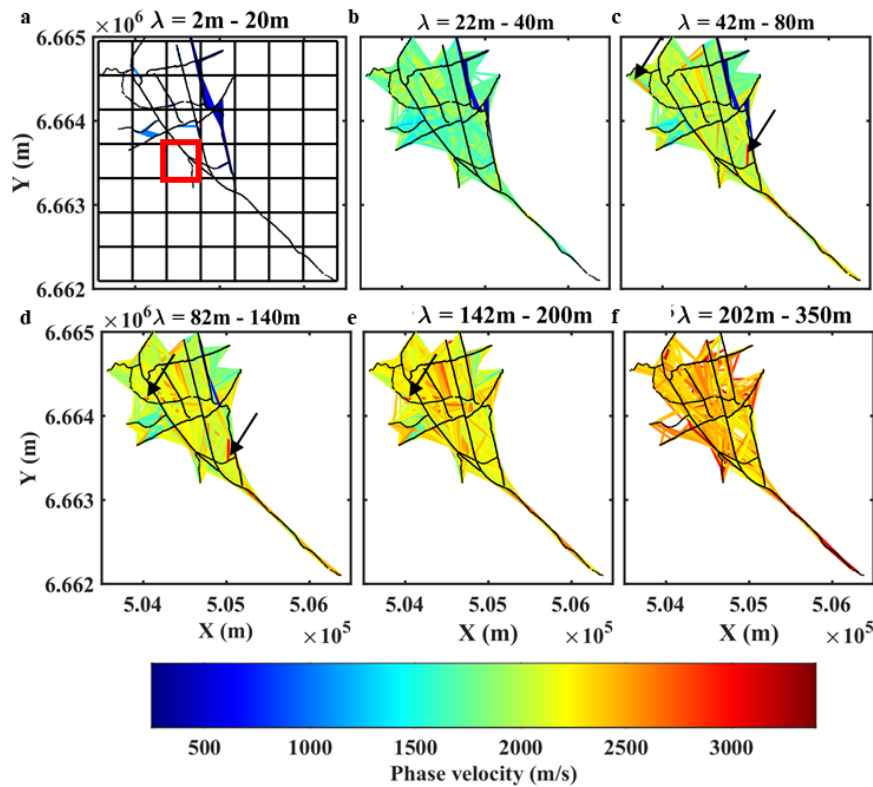 a × 10⁶ λ = 2m - 20m b λ = 22m - 40m c λ = 42m - 80m
6.665
6.664
Y (m)
6.663
6.662
d × 10⁶ λ = 82m - 140m e λ = 142m - 200m f λ = 202m - 350m
6.665
6.664
Y (m)
6.663
6.662
5.04 5.05 5.06 5.04 5.05 5.06 5.04 5.05 5.06
X (m) × 10⁵ X (m) × 10⁵ X (m) × 10⁵
500 1000 1500 2000 2500 3000
Phase velocity (m/s)